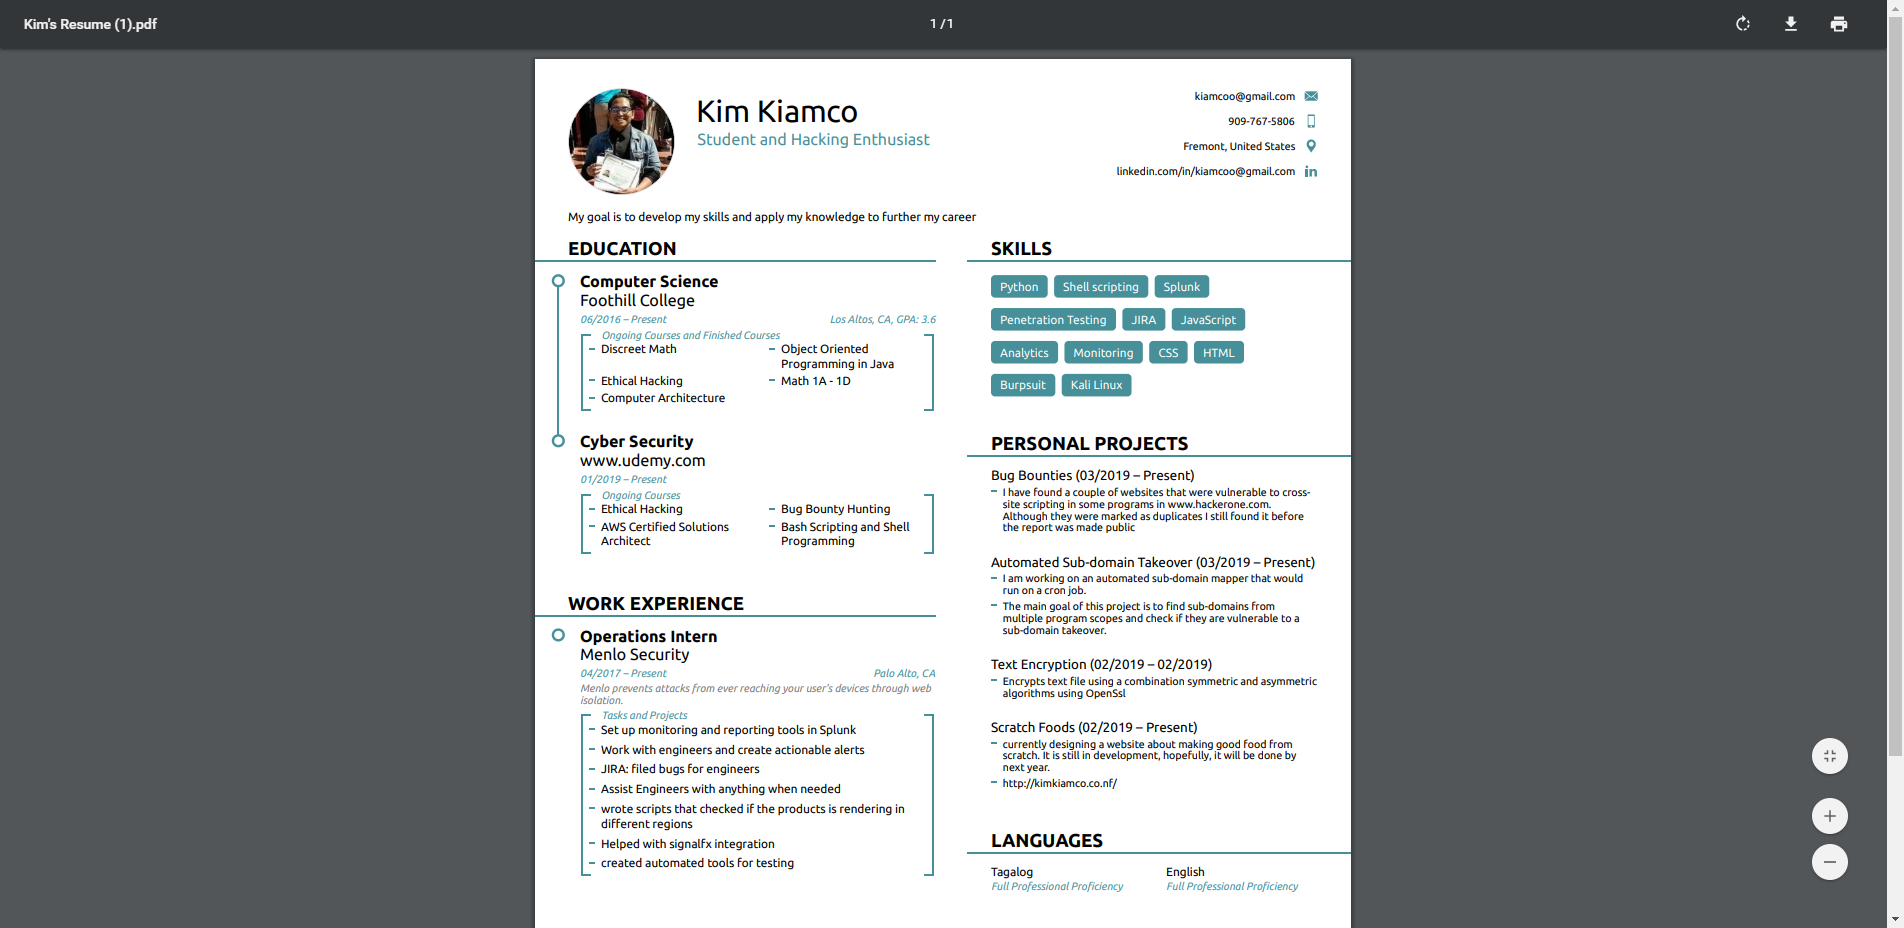 Kim's Resume (1).pdf
1 / 1
Kim Kiamco
Student and Hacking Enthusiast
kiamcoo@gmail.com
909-767-5806
Fremont, United States
linkedin.com/in/kiamcoo@gmail.com
My goal is to develop my skills and apply my knowledge to further my career
EDUCATION
Computer Science
Foothill College
06/2016 – Present
Los Altos, CA, GPA: 3.6
Ongoing Courses and Finished Courses
– Discreet Math
– Object Oriented
Programming in Java
– Ethical Hacking
– Math 1A - 1D
– Computer Architecture
Cyber Security
www.udemy.com
01/2019 – Present
Ongoing Courses
– Ethical Hacking
– Bug Bounty Hunting
– AWS Certified Solutions
Architect
– Bash Scripting and Shell
Programming
WORK EXPERIENCE
Operations Intern
Menlo Security
04/2017 – Present
Palo Alto, CA
Menlo prevents attacks from ever reaching your user's devices through web
isolation.
Tasks and Projects
– Set up monitoring and reporting tools in Splunk
– Work with engineers and create actionable alerts
– JIRA: filed bugs for engineers
– Assist Engineers with anything when needed
– wrote scripts that checked if the products is rendering in
different regions
– Helped with signalfx integration
– created automated tools for testing
SKILLS
Python Shell scripting Splunk
Penetration Testing JIRA JavaScript
Analytics Monitoring CSS HTML
Burpsuit Kali Linux
PERSONAL PROJECTS
Bug Bounties (03/2019 – Present)
– I have found a couple of websites that were vulnerable to cross-
site scripting in some programs in www.hackerone.com.
Although they were marked as duplicates I still found it before
the report was made public
Automated Sub-domain Takeover (03/2019 – Present)
– I am working on an automated sub-domain mapper that would
run on a cron job.
– The main goal of this project is to find sub-domains from
multiple program scopes and check if they are vulnerable to a
sub-domain takeover.
Text Encryption (02/2019 – 02/2019)
– Encrypts text file using a combination symmetric and asymmetric
algorithms using OpenSsl
Scratch Foods (02/2019 – Present)
– currently designing a website about making good food from
scratch. It is still in development, hopefully, it will be done by
next year.
– http://kimkiamco.co.nf/
LANGUAGES
Tagalog
Full Professional Proficiency
English
Full Professional Proficiency